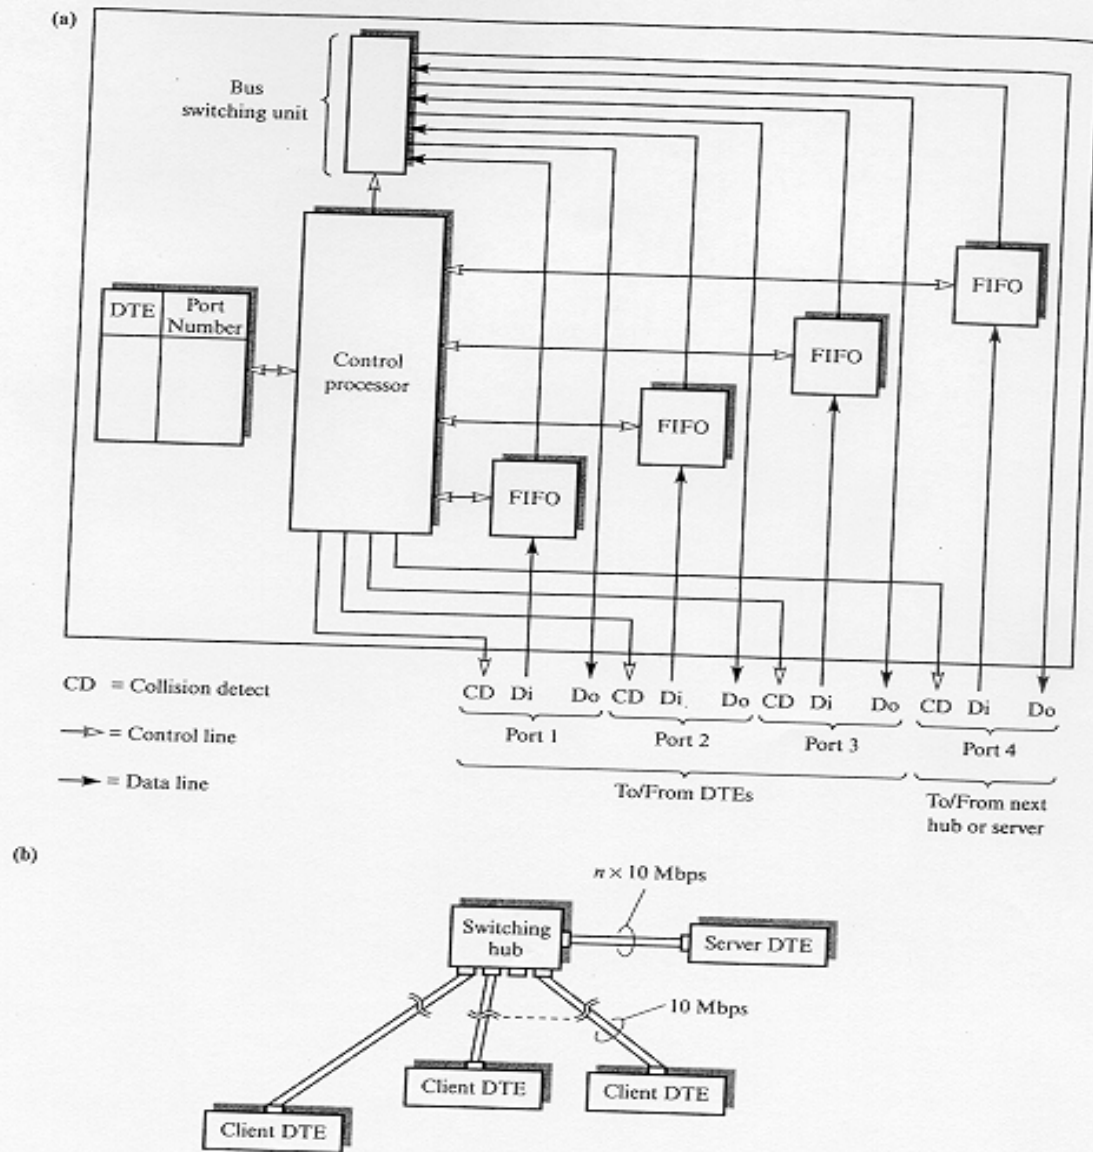 (a)
Bus
switching unit
DTE
Port
Number
Control
processor
FIFO
FIFO
FIFO
FIFO
CD = Collision detect
= Control line
= Data line
CD Di Do CD Di Do CD Di Do CD Di Do
Port 1
Port 2
Port 3
Port 4
To/From DTEs
To/From next
hub or server
(b)
n × 10 Mbps
Switching
hub
Server DTE
10 Mbps
Client DTE
Client DTE
Client DTE